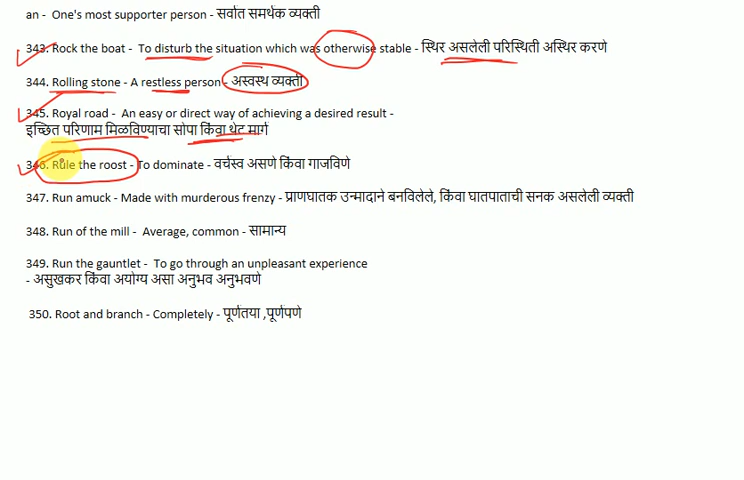 an - One's most supporter person - सर्वात समर्थक व्यक्ती
343. Rock the boat - To disturb the situation which was otherwise stable - स्थिर असलेली परिस्थिती अस्थिर करणे
344. Rolling stone - A restless person - अस्वस्थ व्यक्ती
345. Royal road - An easy or direct way of achieving a desired result -
इच्छित परिणाम मिळविण्याचा सोपा किंवा थेट मार्ग
346. Rule the roost - To dominate - वर्चस्व असणे किंवा गाजविणे
347. Run amuck - Made with murderous frenzy - प्राणघातक उन्मादाने बनविलेले, किंवा घातपाताची सनक असलेली व्यक्ती
348. Run of the mill - Average, common - सामान्य
349. Run the gauntlet - To go through an unpleasant experience
- असुखकर किंवा अयोग्य असा अनुभव अनुभवणे
350. Root and branch - Completely - पूर्णतया ,पूर्णपणे